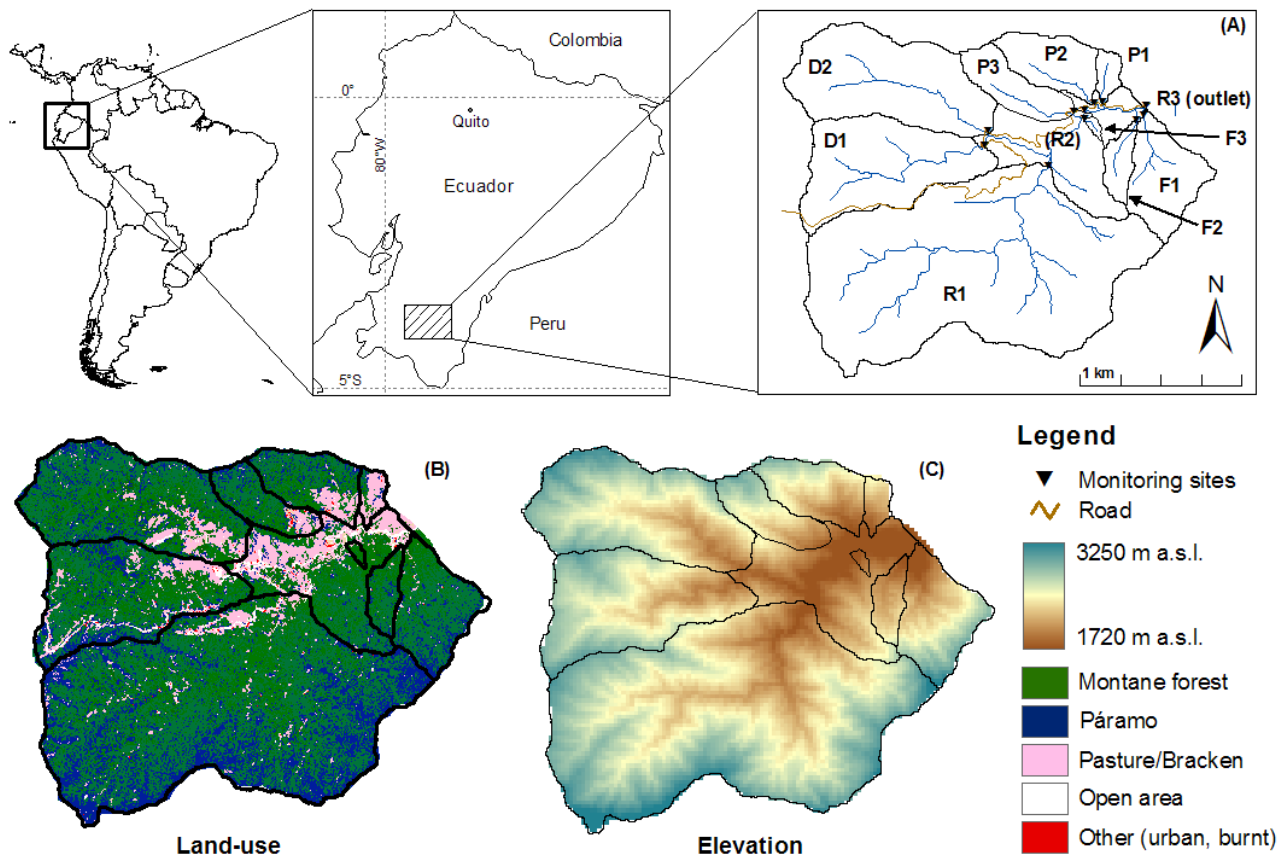 Colombia
0°
Quito
80°W
Ecuador
Peru
5°S
(A)
P2
P1
D2
P3
R3 (outlet)
(R2)
F3
D1
F1
F2
N
R1
1 km
(B)
Land-use
(C)
Elevation
Legend
Monitoring sites
Road
3250 m a.s.l.
1720 m a.s.l.
Montane forest
Páramo
Pasture/Bracken
Open area
Other (urban, burnt)